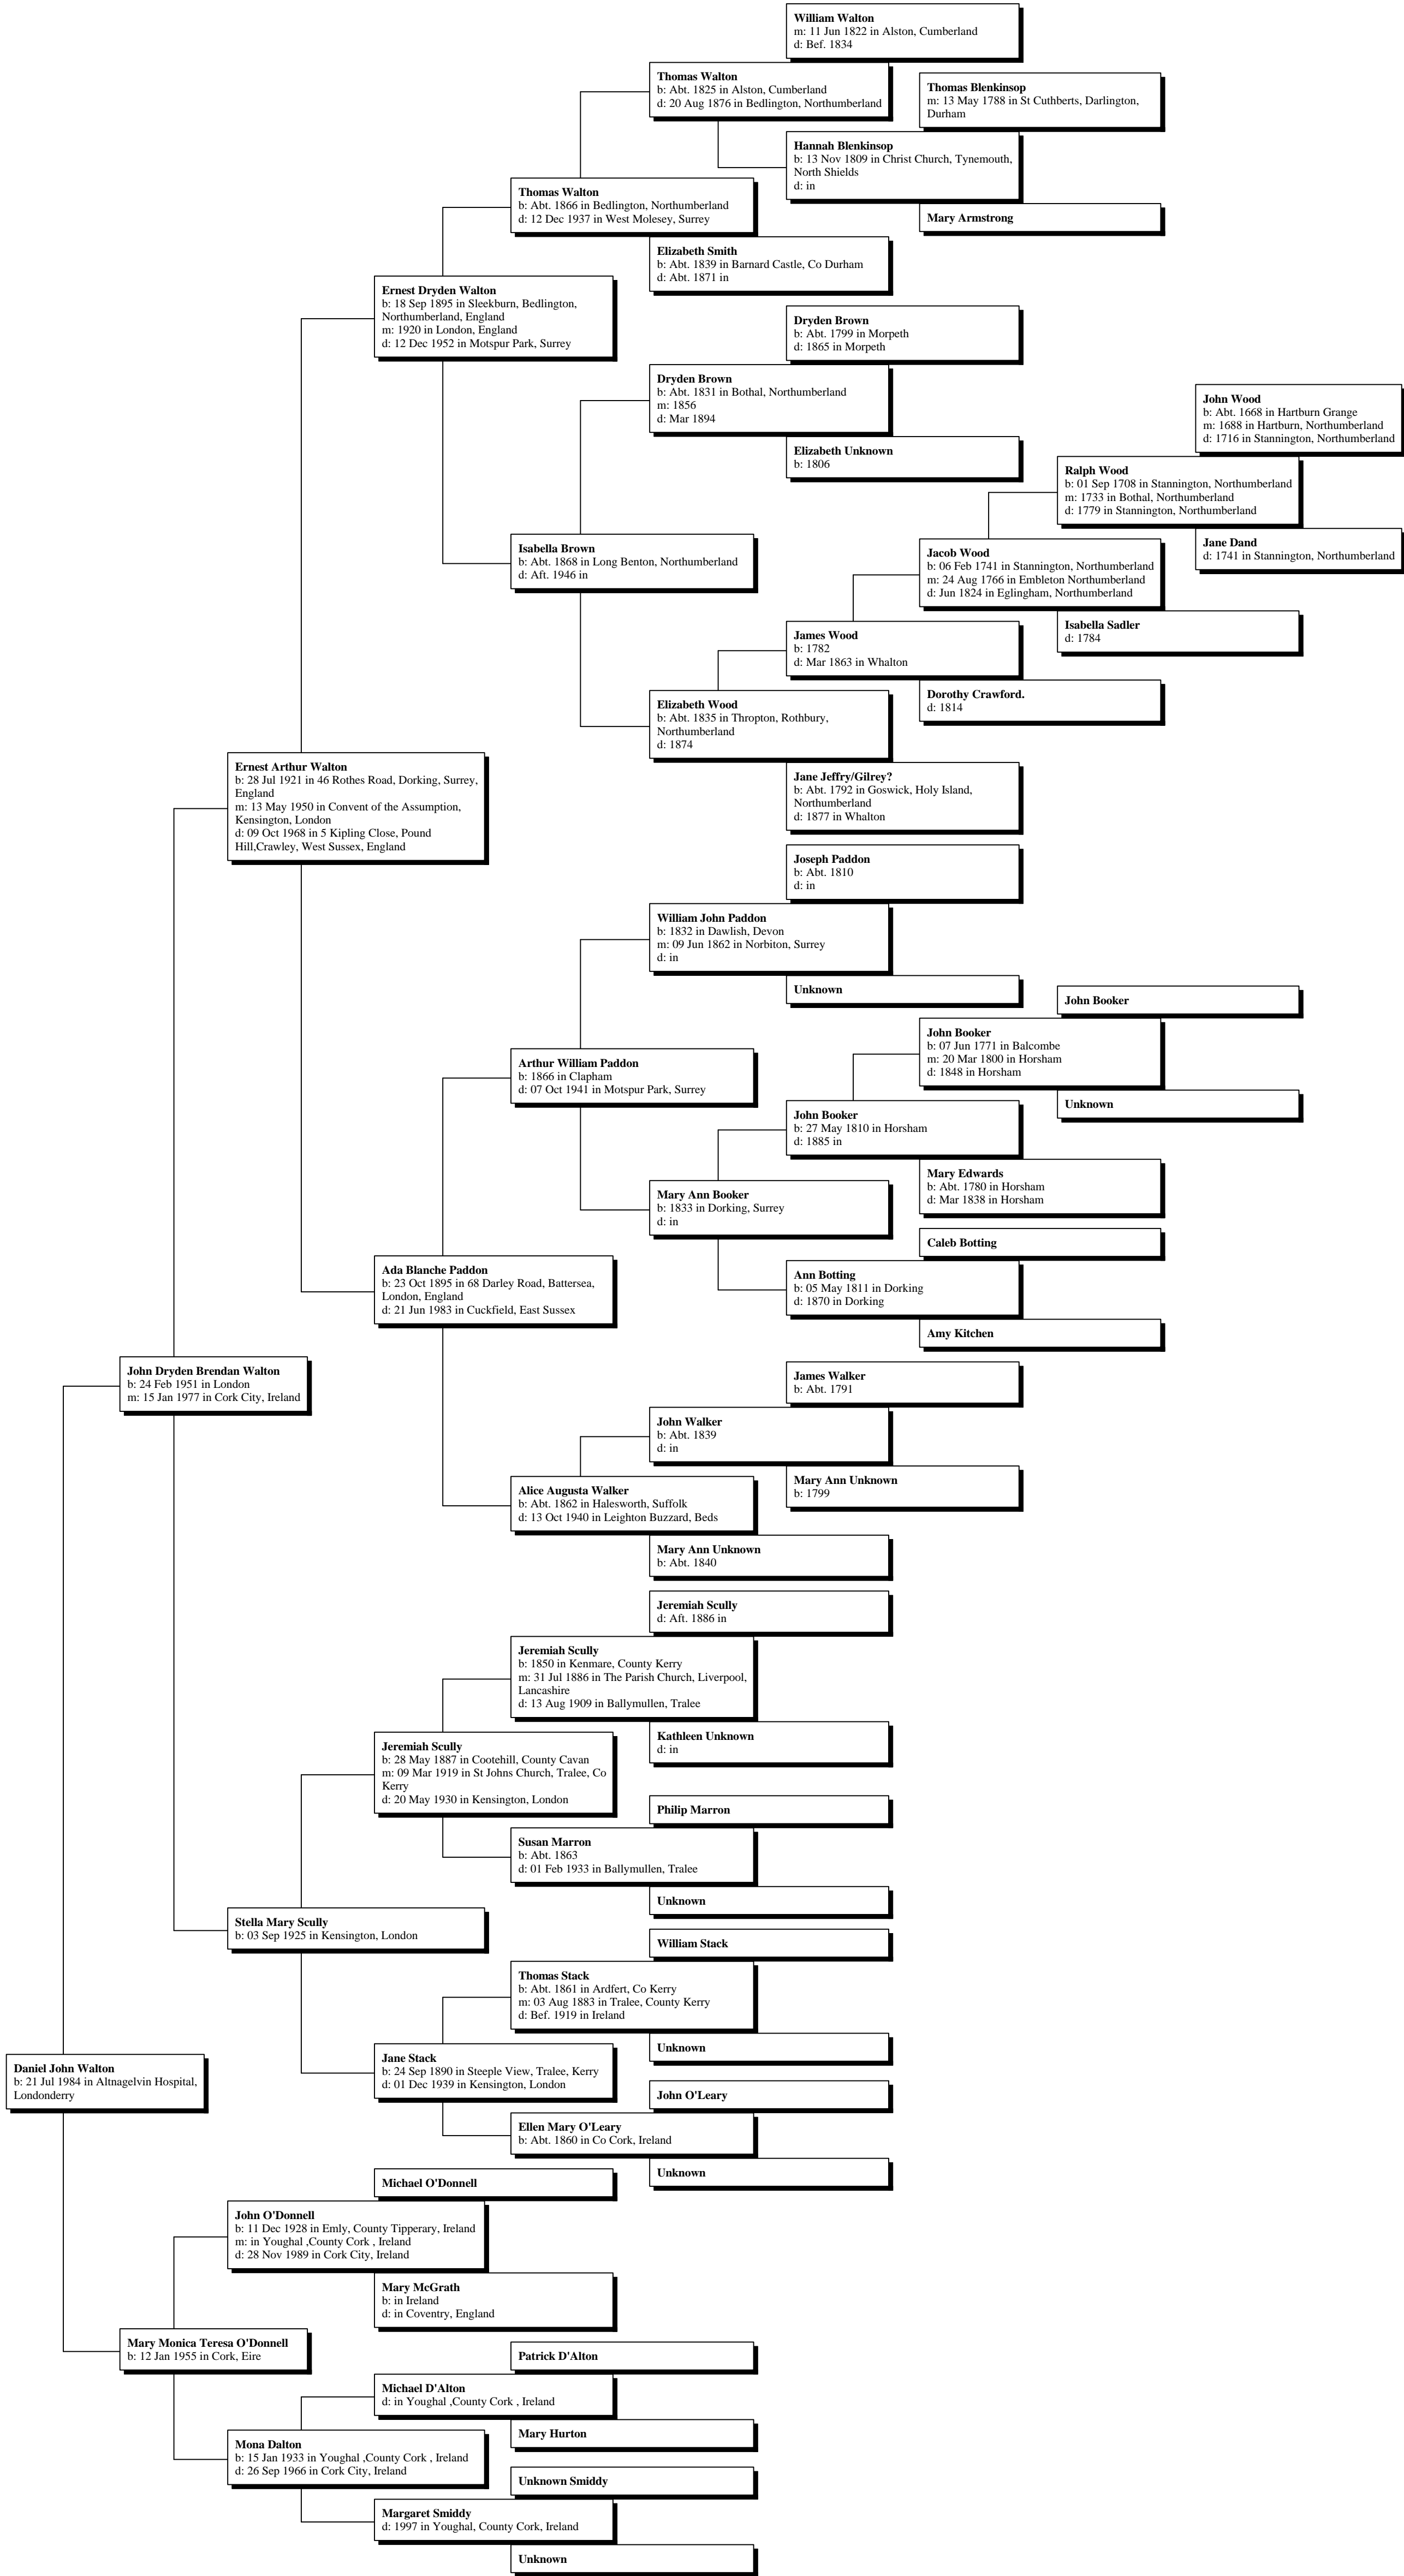 William Walton
m: 11 Jun 1822 in Alston, Cumberland
d: Bef. 1834
Thomas Walton
b: Abt. 1825 in Alston, Cumberland
d: 20 Aug 1876 in Bedlington, Northumberland
Thomas Blenkinsop
m: 13 May 1788 in St Cuthberts, Darlington,
Durham
Hannah Blenkinsop
b: 13 Nov 1809 in Christ Church, Tynemouth,
North Shields
d: in
Mary Armstrong
Thomas Walton
b: Abt. 1866 in Bedlington, Northumberland
d: 12 Dec 1937 in West Molesey, Surrey
Elizabeth Smith
b: Abt. 1839 in Barnard Castle, Co Durham
d: Abt. 1871 in
Ernest Dryden Walton
b: 18 Sep 1895 in Sleekburn, Bedlington,
Northumberland, England
m: 1920 in London, England
d: 12 Dec 1952 in Motspur Park, Surrey
Dryden Brown
b: Abt. 1799 in Morpeth
d: 1865 in Morpeth
Dryden Brown
b: Abt. 1831 in Bothal, Northumberland
m: 1856
d: Mar 1894
Elizabeth Unknown
b: 1806
John Wood
b: Abt. 1668 in Hartburn Grange
m: 1688 in Hartburn, Northumberland
d: 1716 in Stannington, Northumberland
Ralph Wood
b: 01 Sep 1708 in Stannington, Northumberland
m: 1733 in Bothal, Northumberland
d: 1779 in Stannington, Northumberland
Jane Dand
d: 1741 in Stannington, Northumberland
Isabella Brown
b: Abt. 1868 in Long Benton, Northumberland
d: Aft. 1946 in
Jacob Wood
b: 06 Feb 1741 in Stannington, Northumberland
m: 24 Aug 1766 in Embleton Northumberland
d: Jun 1824 in Eglingham, Northumberland
Isabella Sadler
d: 1784
James Wood
b: 1782
d: Mar 1863 in Whalton
Dorothy Crawford.
d: 1814
Elizabeth Wood
b: Abt. 1835 in Thropton, Rothbury,
Northumberland
d: 1874
Jane Jeffry/Gilrey?
b: Abt. 1792 in Goswick, Holy Island,
Northumberland
d: 1877 in Whalton
Ernest Arthur Walton
b: 28 Jul 1921 in 46 Rothes Road, Dorking, Surrey,
England
m: 13 May 1950 in Convent of the Assumption,
Kensington, London
d: 09 Oct 1968 in 5 Kipling Close, Pound
Hill,Crawley, West Sussex, England
Joseph Paddon
b: Abt. 1810
d: in
William John Paddon
b: 1832 in Dawlish, Devon
m: 09 Jun 1862 in Norbiton, Surrey
d: in
Unknown
John Booker
Arthur William Paddon
b: 1866 in Clapham
d: 07 Oct 1941 in Motspur Park, Surrey
John Booker
b: 07 Jun 1771 in Balcombe
m: 20 Mar 1800 in Horsham
d: 1848 in Horsham
Unknown
John Booker
b: 27 May 1810 in Horsham
d: 1885 in
Mary Edwards
b: Abt. 1780 in Horsham
d: Mar 1838 in Horsham
Mary Ann Booker
b: 1833 in Dorking, Surrey
d: in
Caleb Botting
Ann Botting
b: 05 May 1811 in Dorking
d: 1870 in Dorking
Amy Kitchen
Ada Blanche Paddon
b: 23 Oct 1895 in 68 Darley Road, Battersea,
London, England
d: 21 Jun 1983 in Cuckfield, East Sussex
John Dryden Brendan Walton
b: 24 Feb 1951 in London
m: 15 Jan 1977 in Cork City, Ireland
James Walker
b: Abt. 1791
John Walker
b: Abt. 1839
d: in
Mary Ann Unknown
b: 1799
Alice Augusta Walker
b: Abt. 1862 in Halesworth, Suffolk
d: 13 Oct 1940 in Leighton Buzzard, Beds
Mary Ann Unknown
b: Abt. 1840
Jeremiah Scully
d: Aft. 1886 in
Jeremiah Scully
b: 1850 in Kenmare, County Kerry
m: 31 Jul 1886 in The Parish Church, Liverpool,
Lancashire
d: 13 Aug 1909 in Ballymullen, Tralee
Kathleen Unknown
d: in
Jeremiah Scully
b: 28 May 1887 in Cootehill, County Cavan
m: 09 Mar 1919 in St Johns Church, Tralee, Co
Kerry
d: 20 May 1930 in Kensington, London
Philip Marron
Susan Marron
b: Abt. 1863
d: 01 Feb 1933 in Ballymullen, Tralee
Unknown
Stella Mary Scully
b: 03 Sep 1925 in Kensington, London
William Stack
Thomas Stack
b: Abt. 1861 in Ardfert, Co Kerry
m: 03 Aug 1883 in Tralee, County Kerry
d: Bef. 1919 in Ireland
Unknown
Jane Stack
b: 24 Sep 1890 in Steeple View, Tralee, Kerry
d: 01 Dec 1939 in Kensington, London
John O'Leary
Ellen Mary O'Leary
b: Abt. 1860 in Co Cork, Ireland
Unknown
Daniel John Walton
b: 21 Jul 1984 in Altnagelvin Hospital,
Londonderry
Michael O'Donnell
John O'Donnell
b: 11 Dec 1928 in Emly, County Tipperary, Ireland
m: in Youghal ,County Cork , Ireland
d: 28 Nov 1989 in Cork City, Ireland
Mary McGrath
b: in Ireland
d: in Coventry, England
Mary Monica Teresa O'Donnell
b: 12 Jan 1955 in Cork, Eire
Patrick D'Alton
Michael D'Alton
d: in Youghal ,County Cork , Ireland
Mary Hurton
Mona Dalton
b: 15 Jan 1933 in Youghal ,County Cork , Ireland
d: 26 Sep 1966 in Cork City, Ireland
Unknown Smiddy
Margaret Smiddy
d: 1997 in Youghal, County Cork, Ireland
Unknown